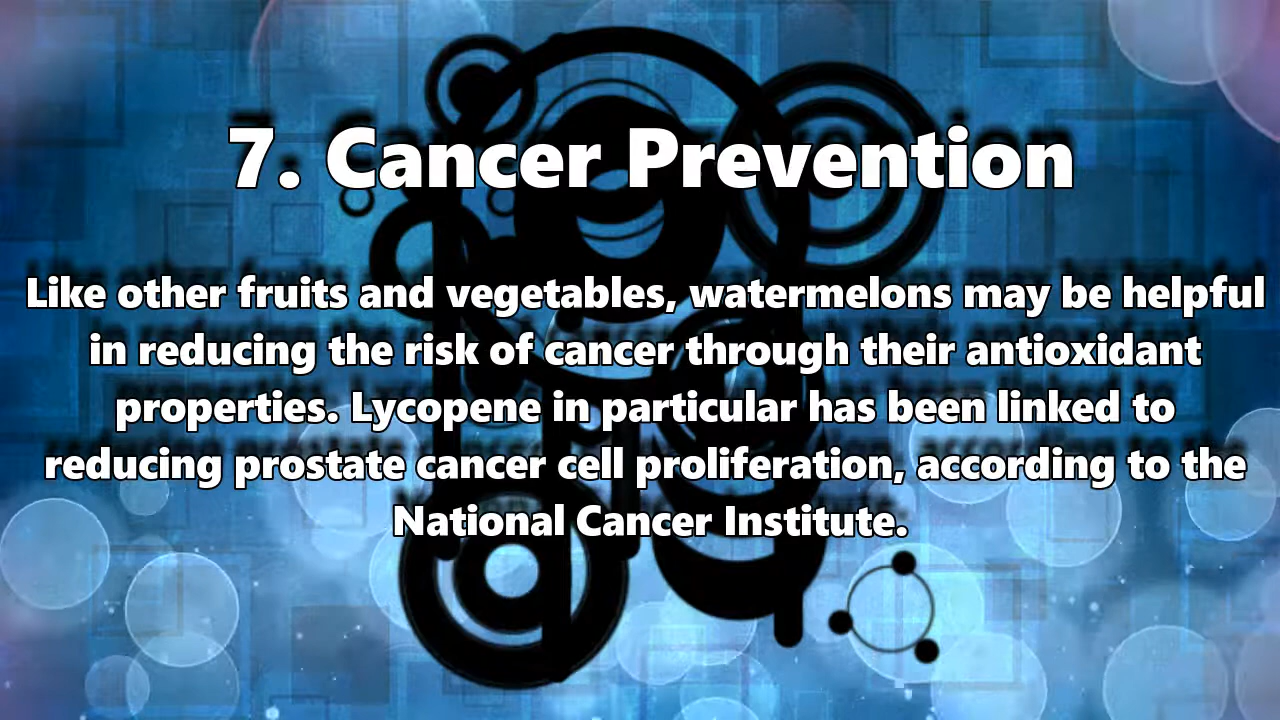 7. Cancer Prevention
Like other fruits and vegetables, watermelons may be helpful
in reducing the risk of cancer through their antioxidant
properties. Lycopene in particular has been linked to
reducing prostate cancer cell proliferation, according to the
National Cancer Institute.